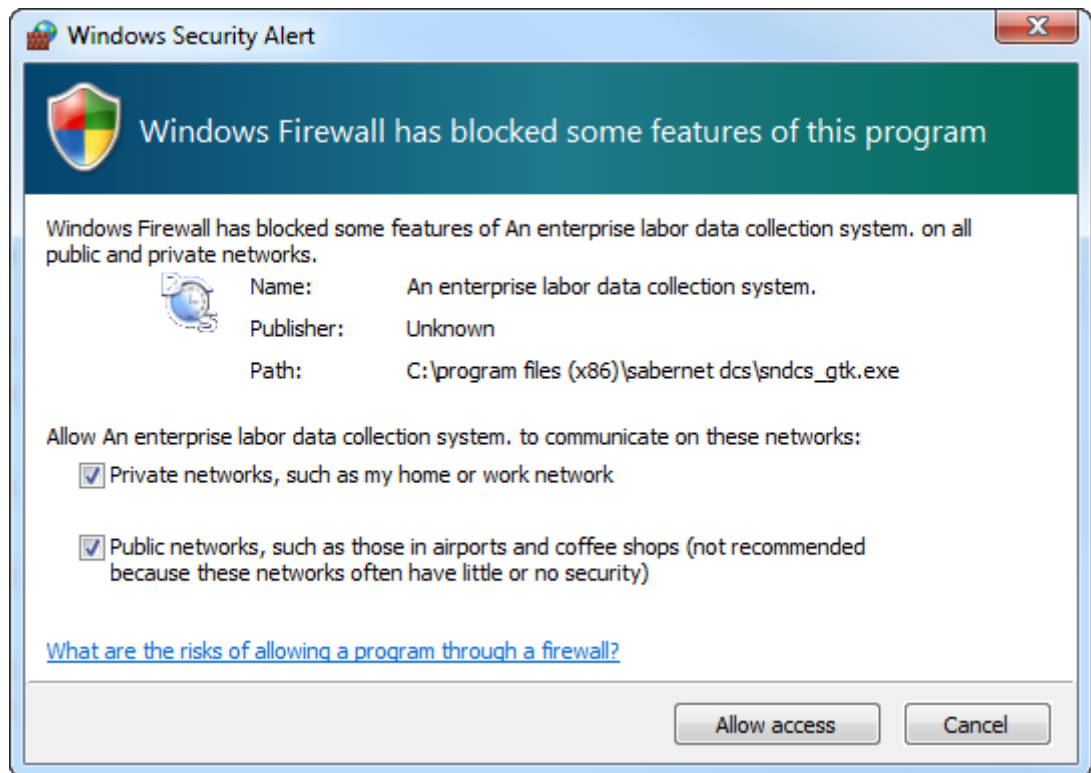 Windows Security Alert
Windows Firewall has blocked some features of this program
Windows Firewall has blocked some features of An enterprise labor data collection system. on all
public and private networks.
Name: An enterprise labor data collection system.
Publisher: Unknown
Path: C:\program files (x86)\sabernet dcs\sndcs_gtk.exe
Allow An enterprise labor data collection system. to communicate on these networks:
Private networks, such as my home or work network
Public networks, such as those in airports and coffee shops (not recommended
because these networks often have little or no security)
What are the risks of allowing a program through a firewall?
Allow access Cancel